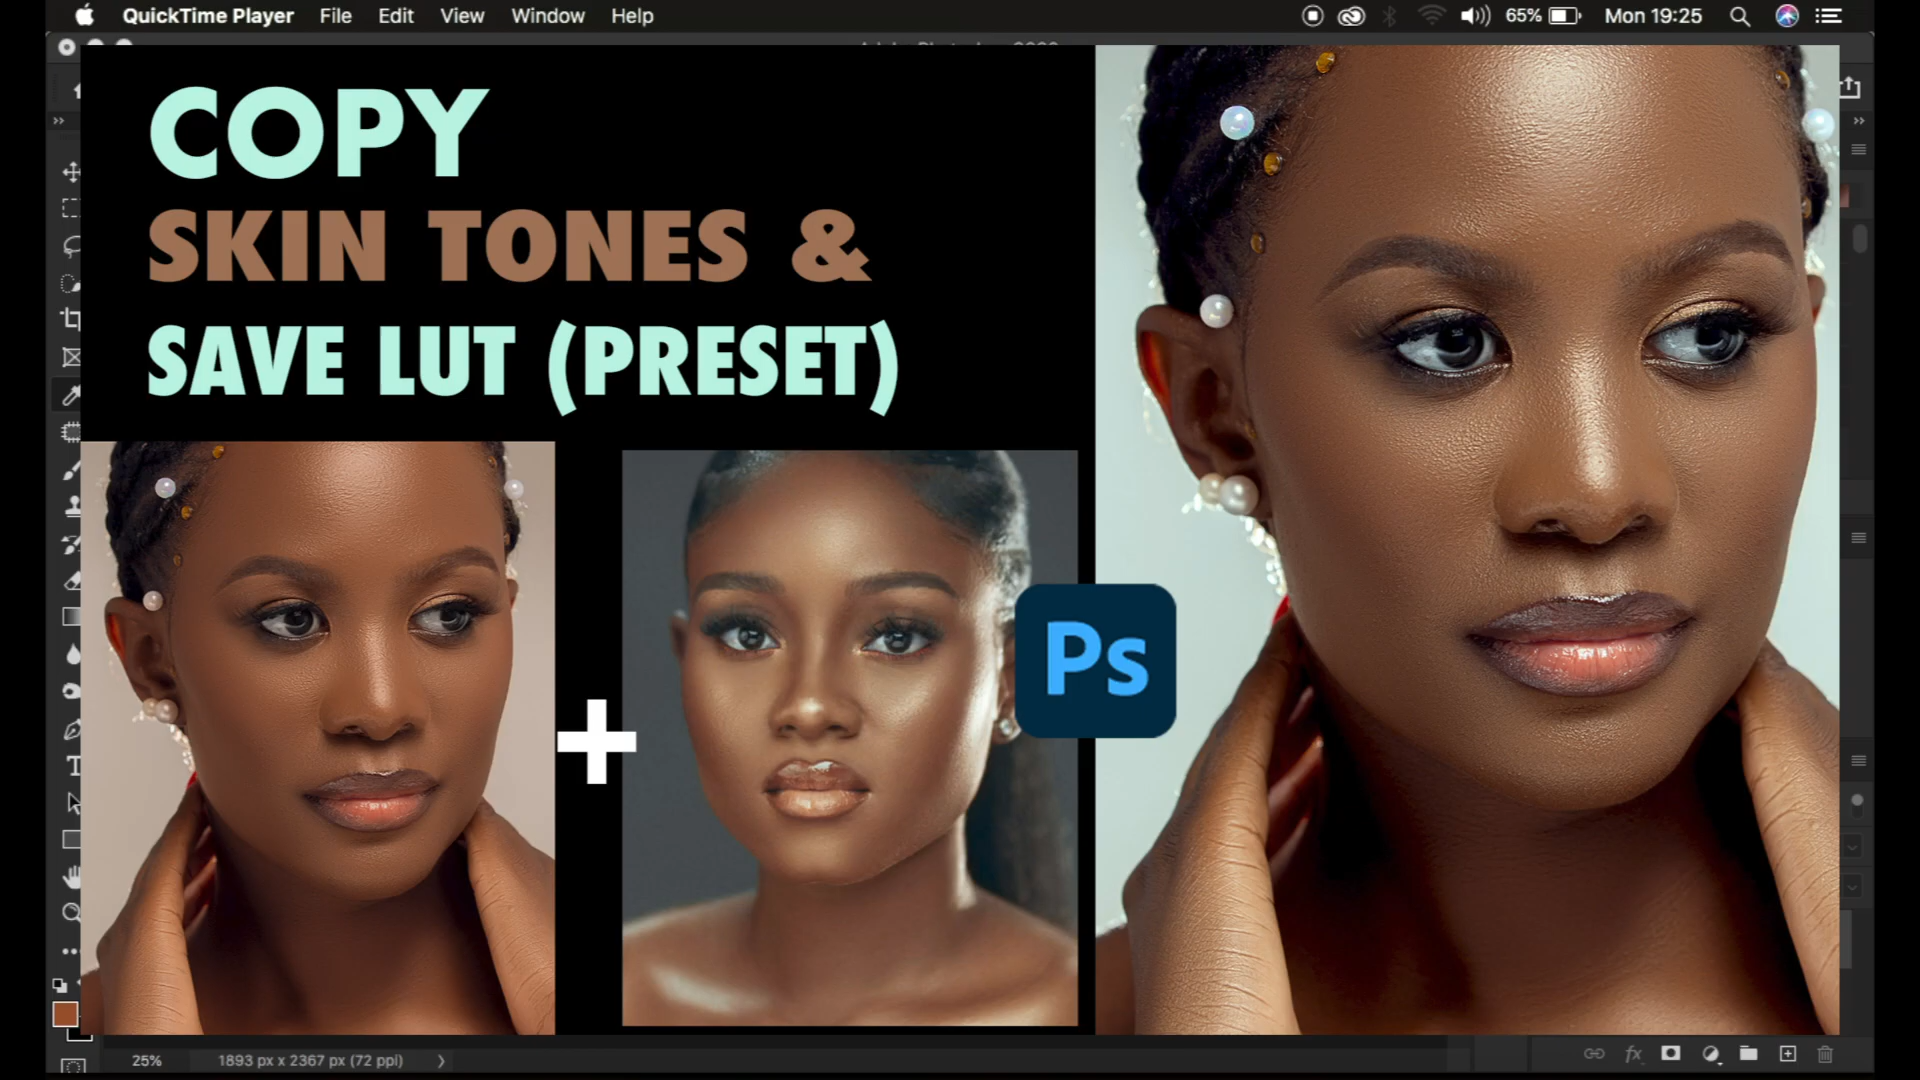 QuickTime Player File Edit View Window Help 65% Mon 19:25
COPY
SKIN TONES &
SAVE LUT (PRESET)
Ps
25% 1893 px x 2367 px (72 ppi)
fx